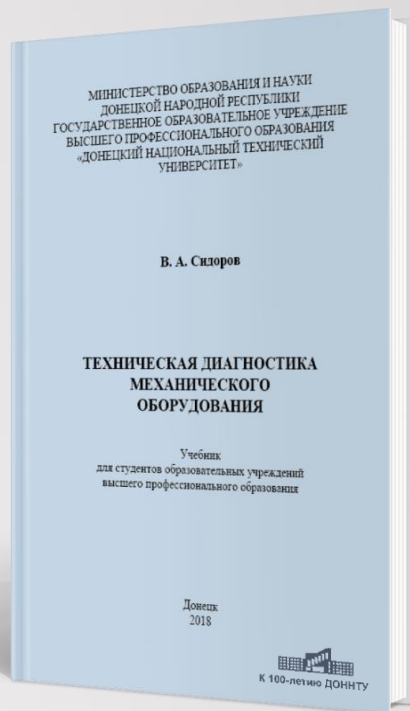 МИНИСТЕРСТВО ОБРАЗОВАНИЯ И НАУКИ
ДОНЕЦКОЙ НАРОДНОЙ РЕСПУБЛИКИ
ГОСУДАРСТВЕННОЕ ОБРАЗОВАТЕЛЬНОЕ УЧРЕЖДЕНИЕ
ВЫСШЕГО ПРОФЕССИОНАЛЬНОГО ОБРАЗОВАНИЯ
«ДОНЕЦКИЙ НАЦИОНАЛЬНЫЙ ТЕХНИЧЕСКИЙ
УНИВЕРСИТЕТ»
В. А. Сидоров
ТЕХНИЧЕСКАЯ ДИАГНОСТИКА
МЕХАНИЧЕСКОГО
ОБОРУДОВАНИЯ
Учебник
для студентов образовательных учреждений
высшего профессионального образования
Донецк
2018
К 100-летию ДОННТУ